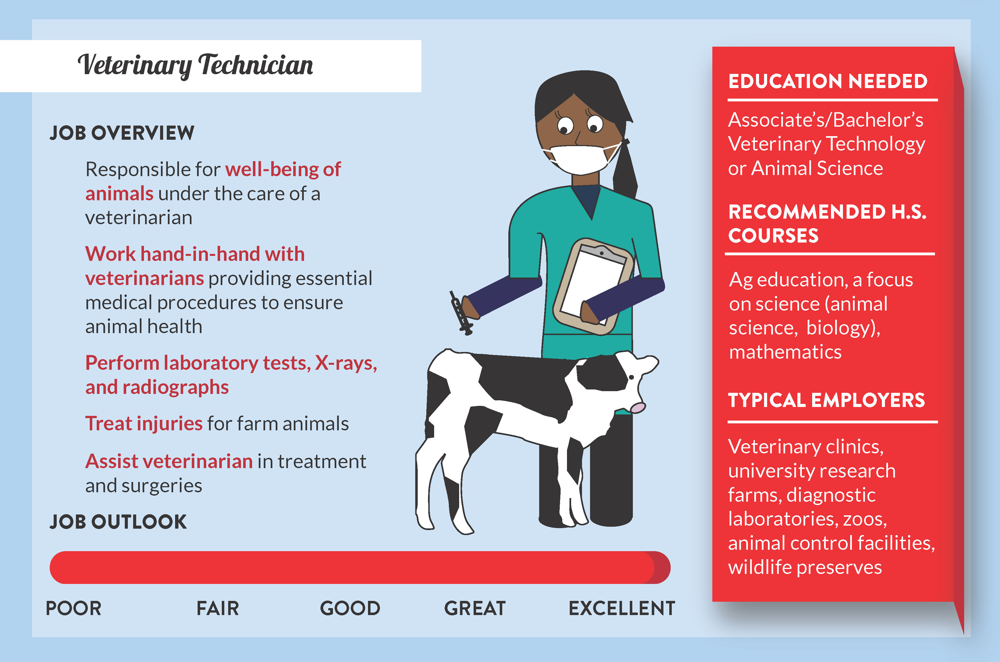 Veterinary Technician
JOB OVERVIEW
Responsible for well-being of
animals under the care of a
veterinarian
Work hand-in-hand with
veterinarians providing essential
medical procedures to ensure
animal health
Perform laboratory tests, X-rays,
and radiographs
Treat injuries for farm animals
Assist veterinarian in treatment
and surgeries
JOB OUTLOOK
POOR FAIR GOOD GREAT EXCELLENT
EDUCATION NEEDED
Associate’s/Bachelor’s
Veterinary Technology
or Animal Science
RECOMMENDED H.S.
COURSES
Ag education, a focus
on science (animal
science, biology),
mathematics
TYPICAL EMPLOYERS
Veterinary clinics,
university research
farms, diagnostic
laboratories, zoos,
animal control facilities,
wildlife preserves